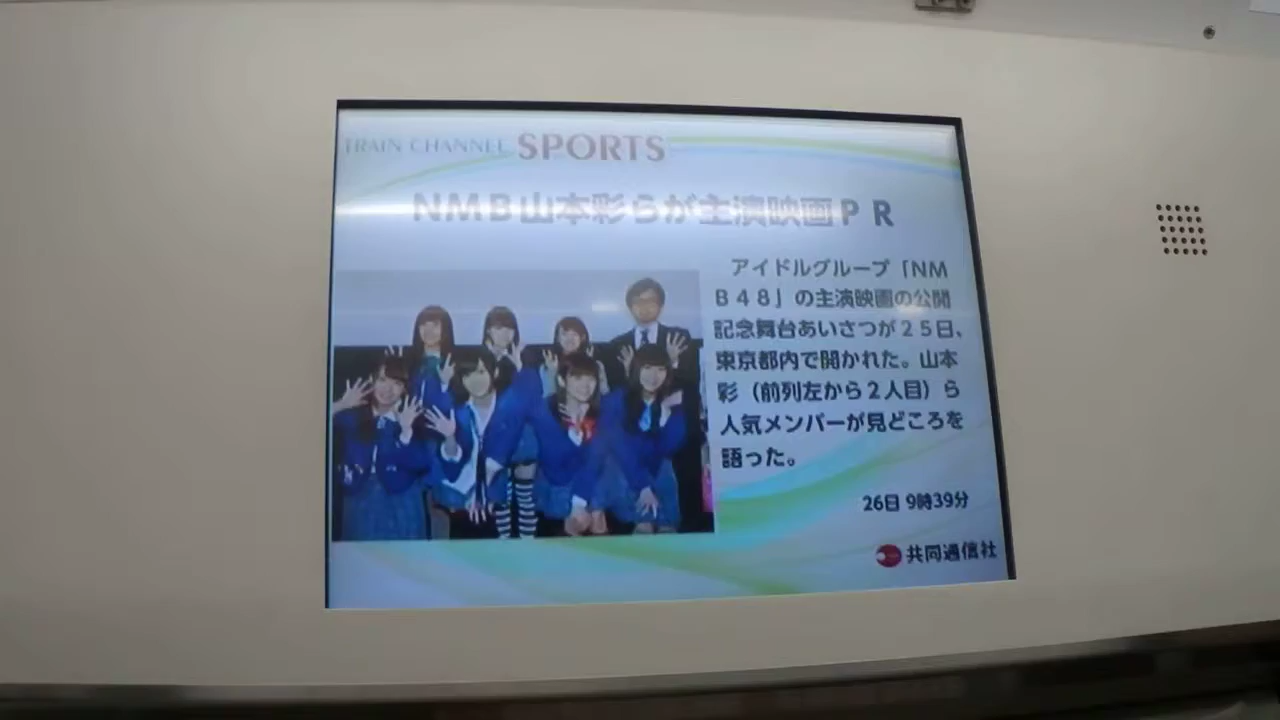 TRAIN CHANNEL SPORTS
NMB山本彩らが主演映画PR
アイドルグループ「NM
B48」の主演映画の公開
記念舞台あいさつが25日、
東京都内で開かれた。山本
彩(前列左から2人目)ら
人気メンバーが見どころを
語った。
26日 9時39分
共同通信社